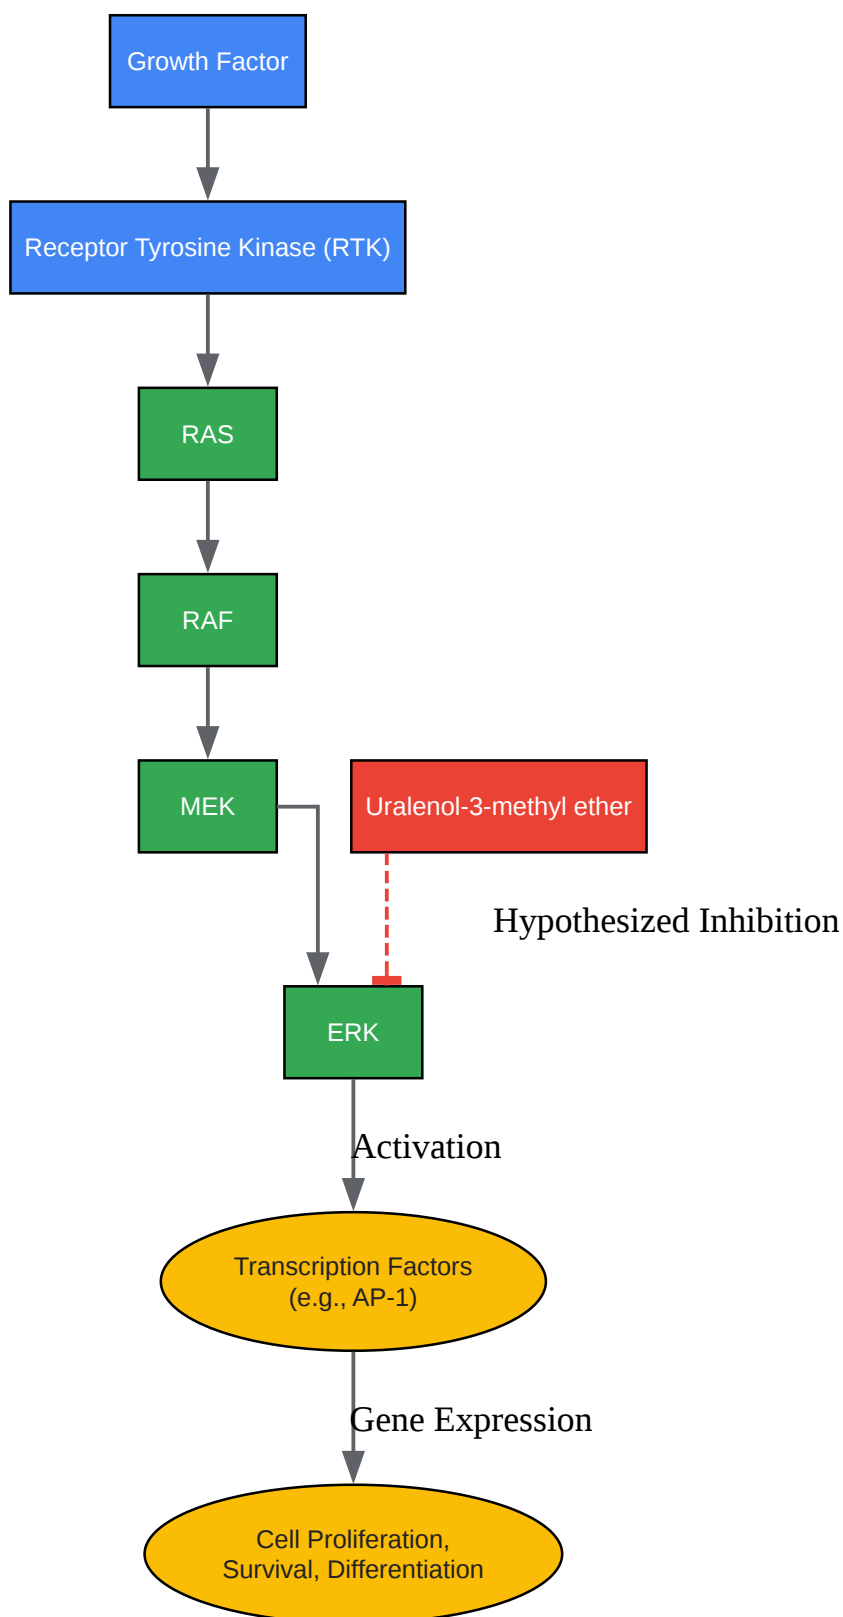 Growth Factor
Receptor Tyrosine Kinase (RTK)
RAS
RAF
MEK
Uralenol-3-methyl ether
Hypothesized Inhibition
ERK
Activation
Transcription Factors
(e.g., AP-1)
Gene Expression
Cell Proliferation,
Survival, Differentiation